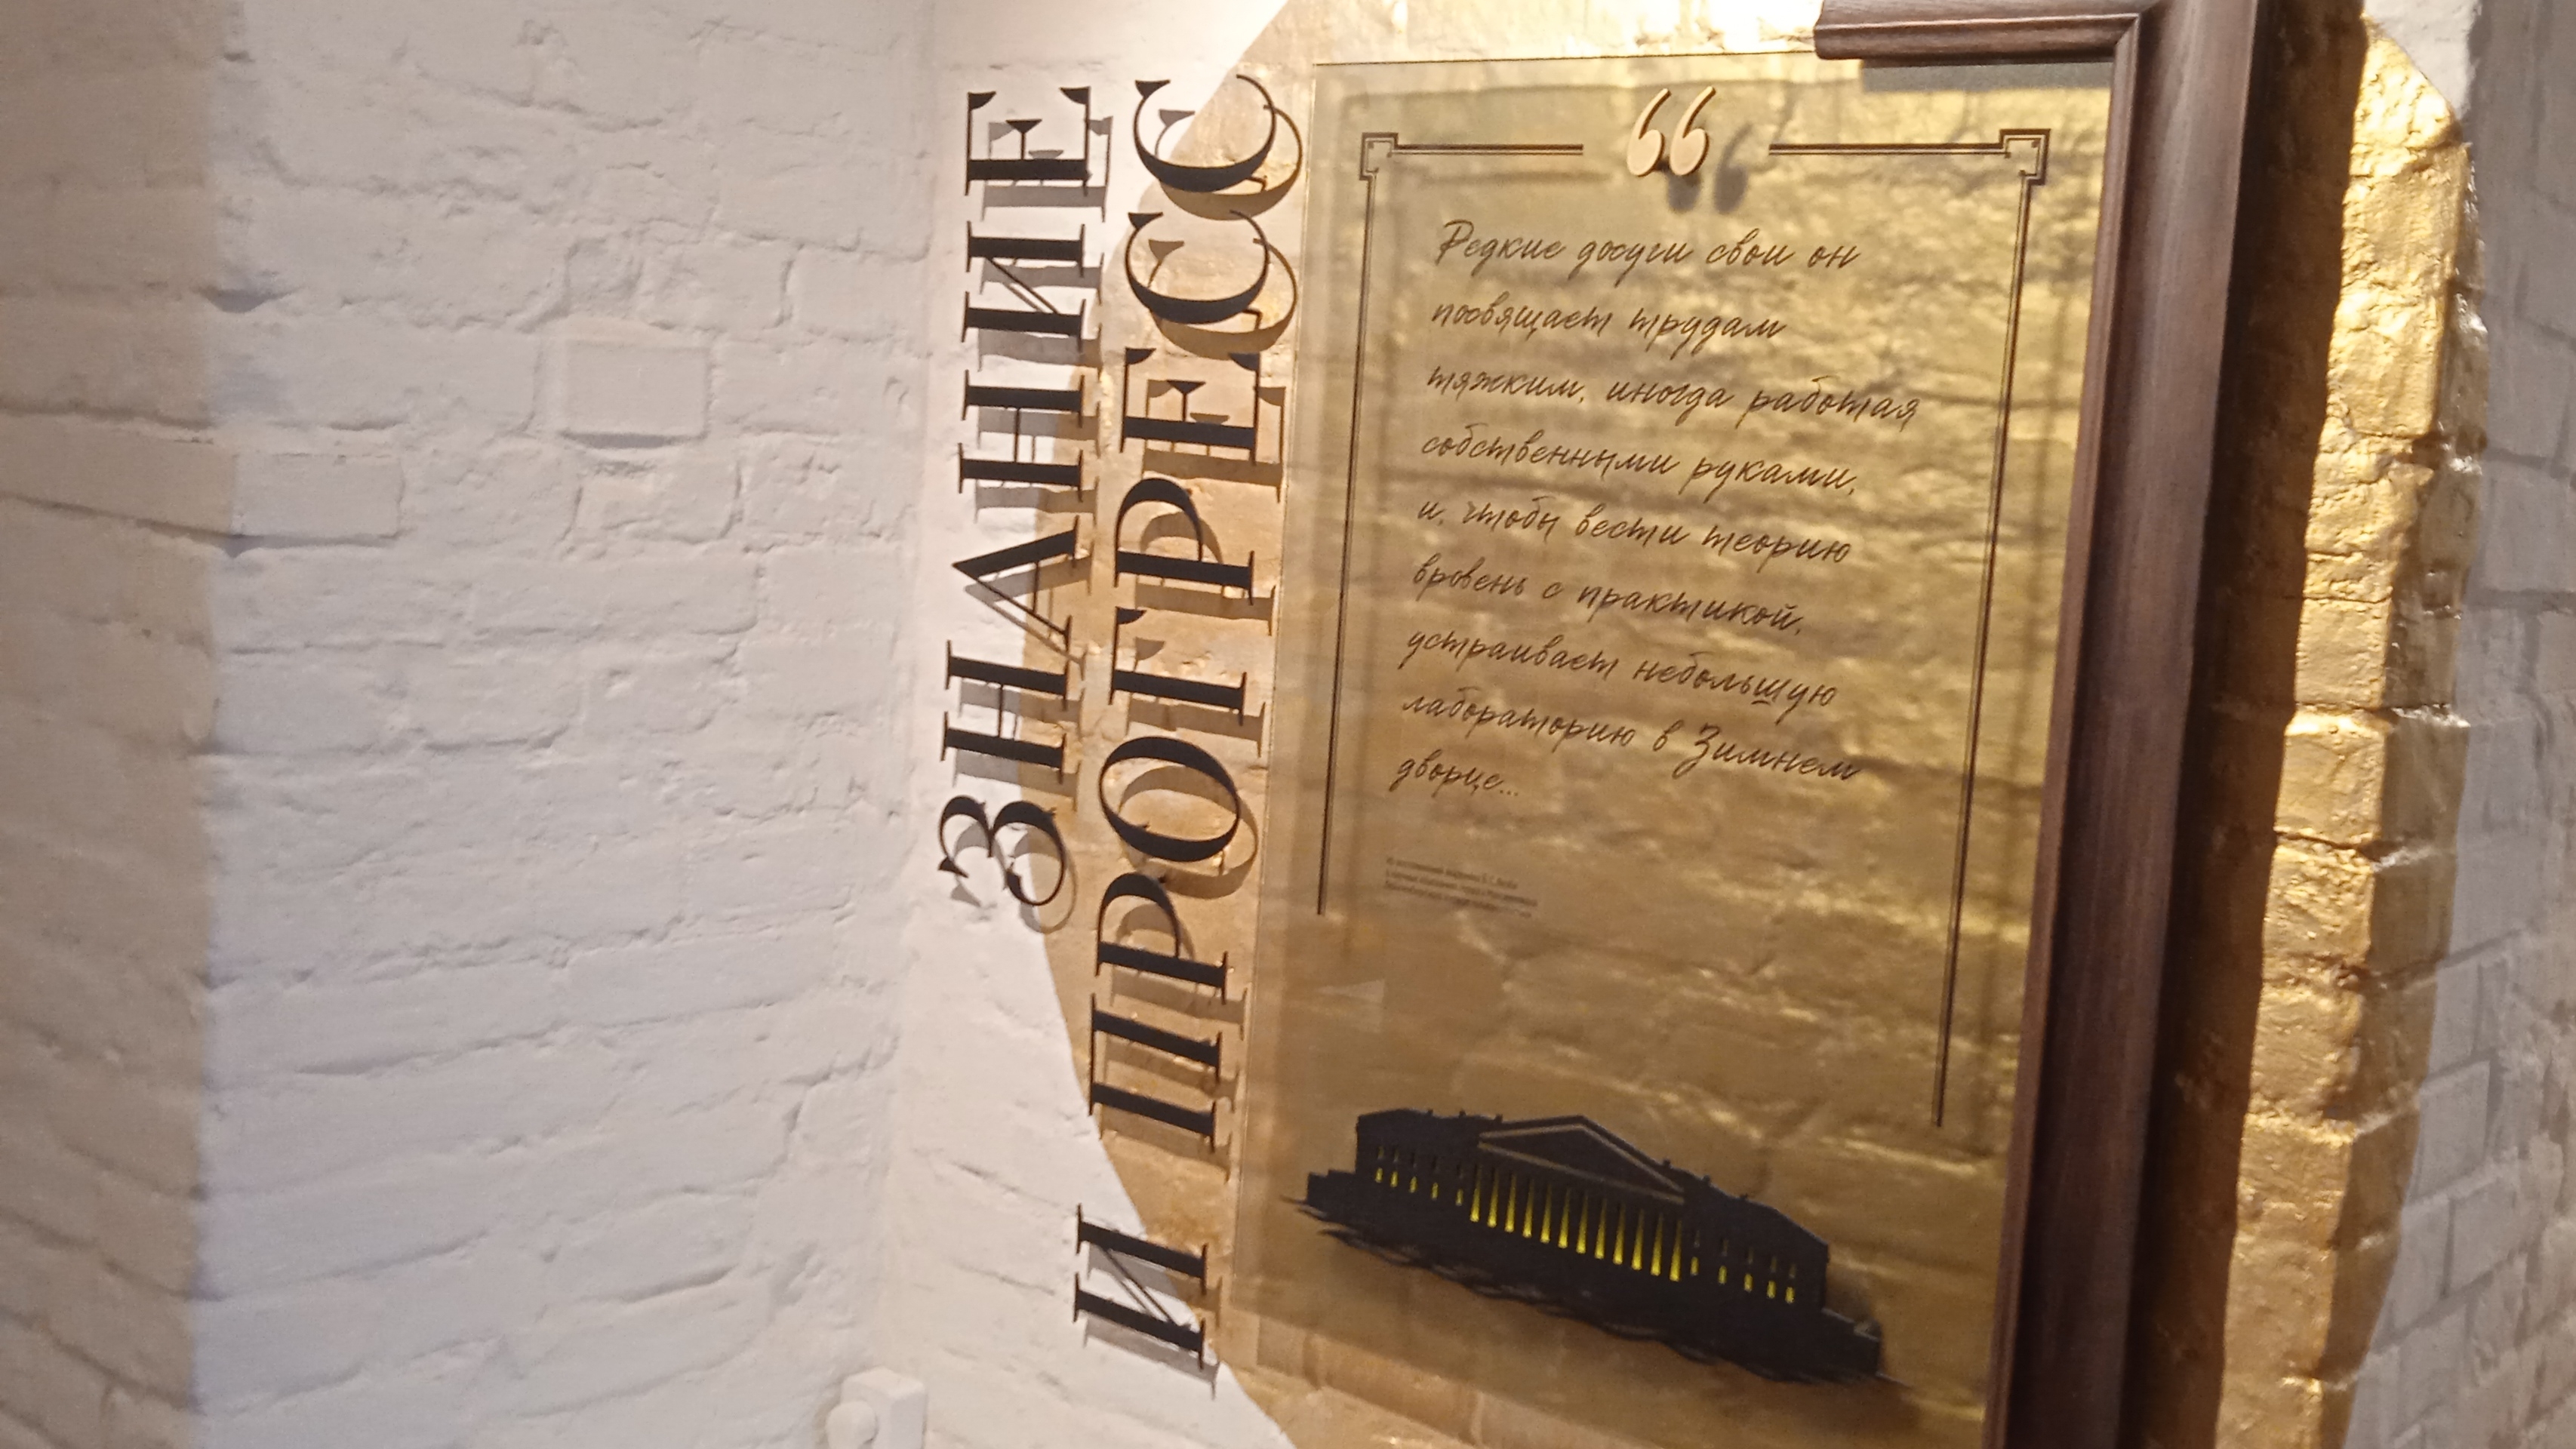 ЗНАНИЕ
И ПРОГРЕСС
“
Редкие досуги свои он
посвящает трудам
тяжким, иногда работая
собственными руками,
и, чтобы вести теорию
вровень с практикой,
устраивает небольшую
лабораторию в Зимнем
дворце...